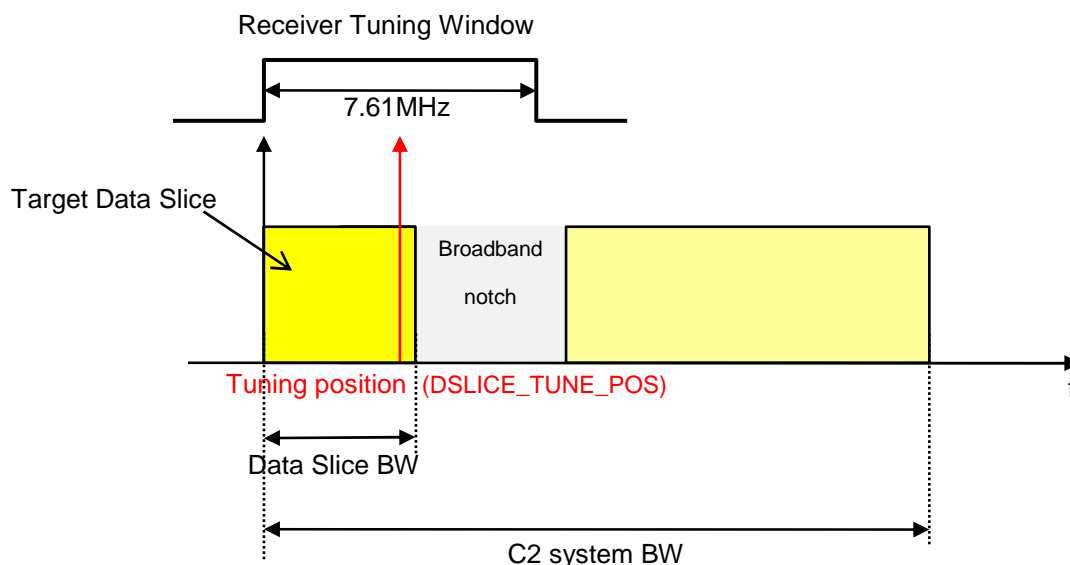 Receiver Tuning Window
7.61MHz
Target Data Slice
Broadband
notch
Tuning position (DSLICE_TUNE_POS)
f
Data Slice BW
C2 system BW